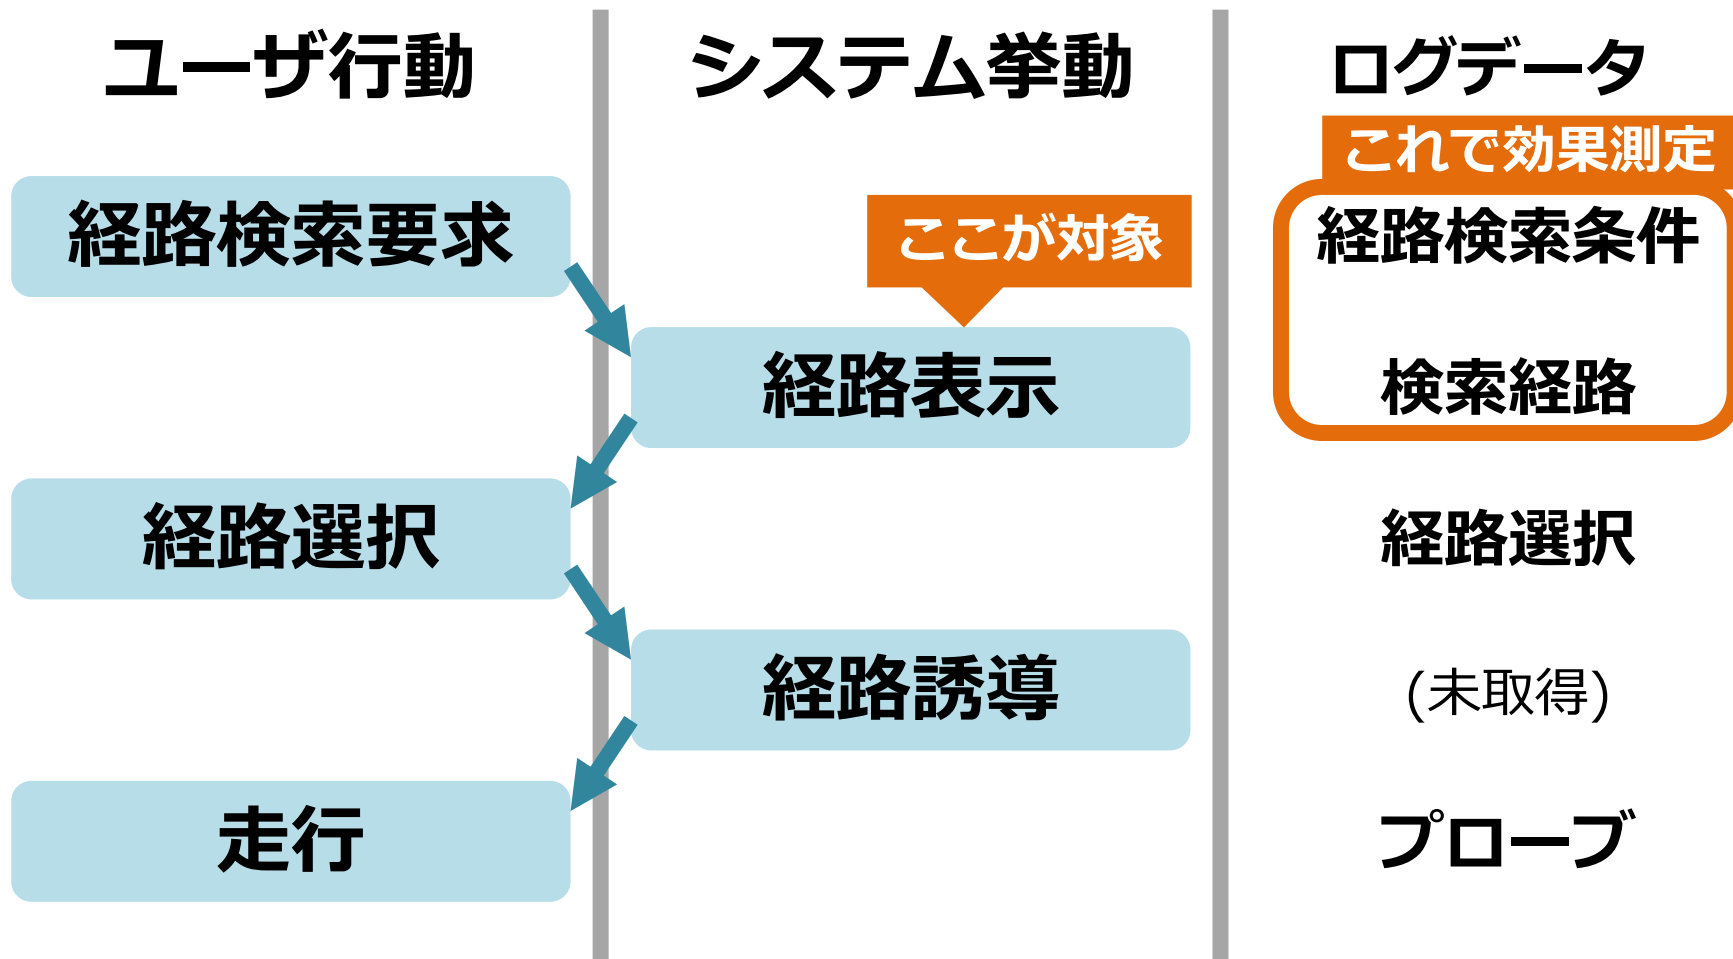 ユーザ行動
システム挙動
ログデータ
これで効果測定
経路検索要求
ここが対象
経路検索条件
経路表示
検索経路
経路選択
経路選択
経路誘導
(未取得)
走行
プローブ